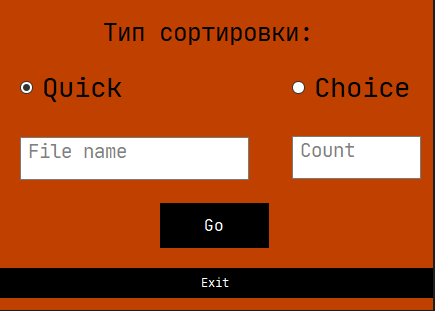 Тип сортировки:
Quick Choice
File name Count
Go
Exit